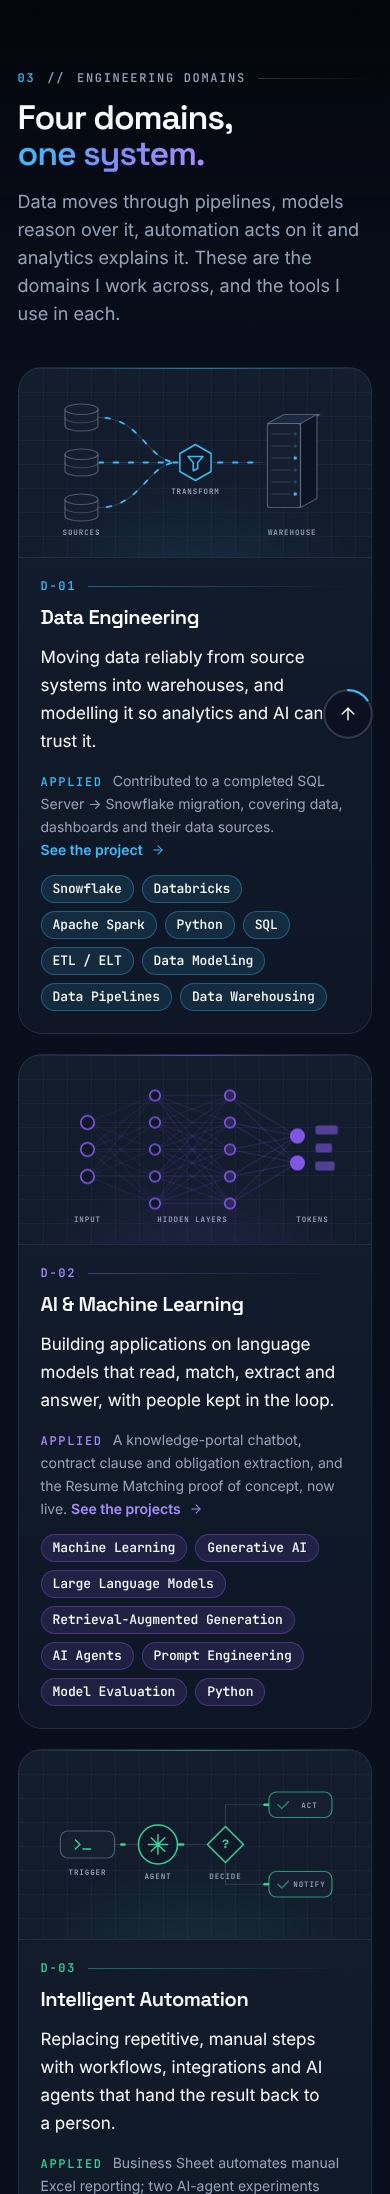 03 // ENGINEERING DOMAINS
Four domains,
one system.
Data moves through pipelines, models
reason over it, automation acts on it and
analytics explains it. These are the
domains I work across, and the tools I
use in each.
TRANSFORM
SOURCES
WAREHOUSE
D-01
Data Engineering
Moving data reliably from source
systems into warehouses, and
modelling it so analytics and AI can
trust it.
APPLIED Contributed to a completed SQL
Server → Snowflake migration, covering data,
dashboards and their data sources.
See the project →
Snowflake Databricks
Apache Spark Python SQL
ETL / ELT Data Modeling
Data Pipelines Data Warehousing
INPUT HIDDEN LAYERS TOKENS
D-02
AI & Machine Learning
Building applications on language
models that read, match, extract and
answer, with people kept in the loop.
APPLIED A knowledge-portal chatbot,
contract clause and obligation extraction, and
the Resume Matching proof of concept, now
live. See the projects →
Machine Learning Generative AI
Large Language Models
Retrieval-Augmented Generation
AI Agents Prompt Engineering
Model Evaluation Python
ACT
?
TRIGGER AGENT DECIDE
NOTIFY
D-03
Intelligent Automation
Replacing repetitive, manual steps
with workflows, integrations and AI
agents that hand the result back to
a person.
APPLIED Business Sheet automates manual
Excel reporting; two AI-agent experiments